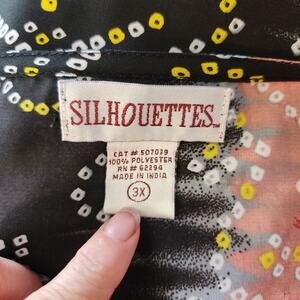 SILHOUETTES
CAT # 507039
100% POLYESTER
RN # 62294
MADE IN INDIA
3X